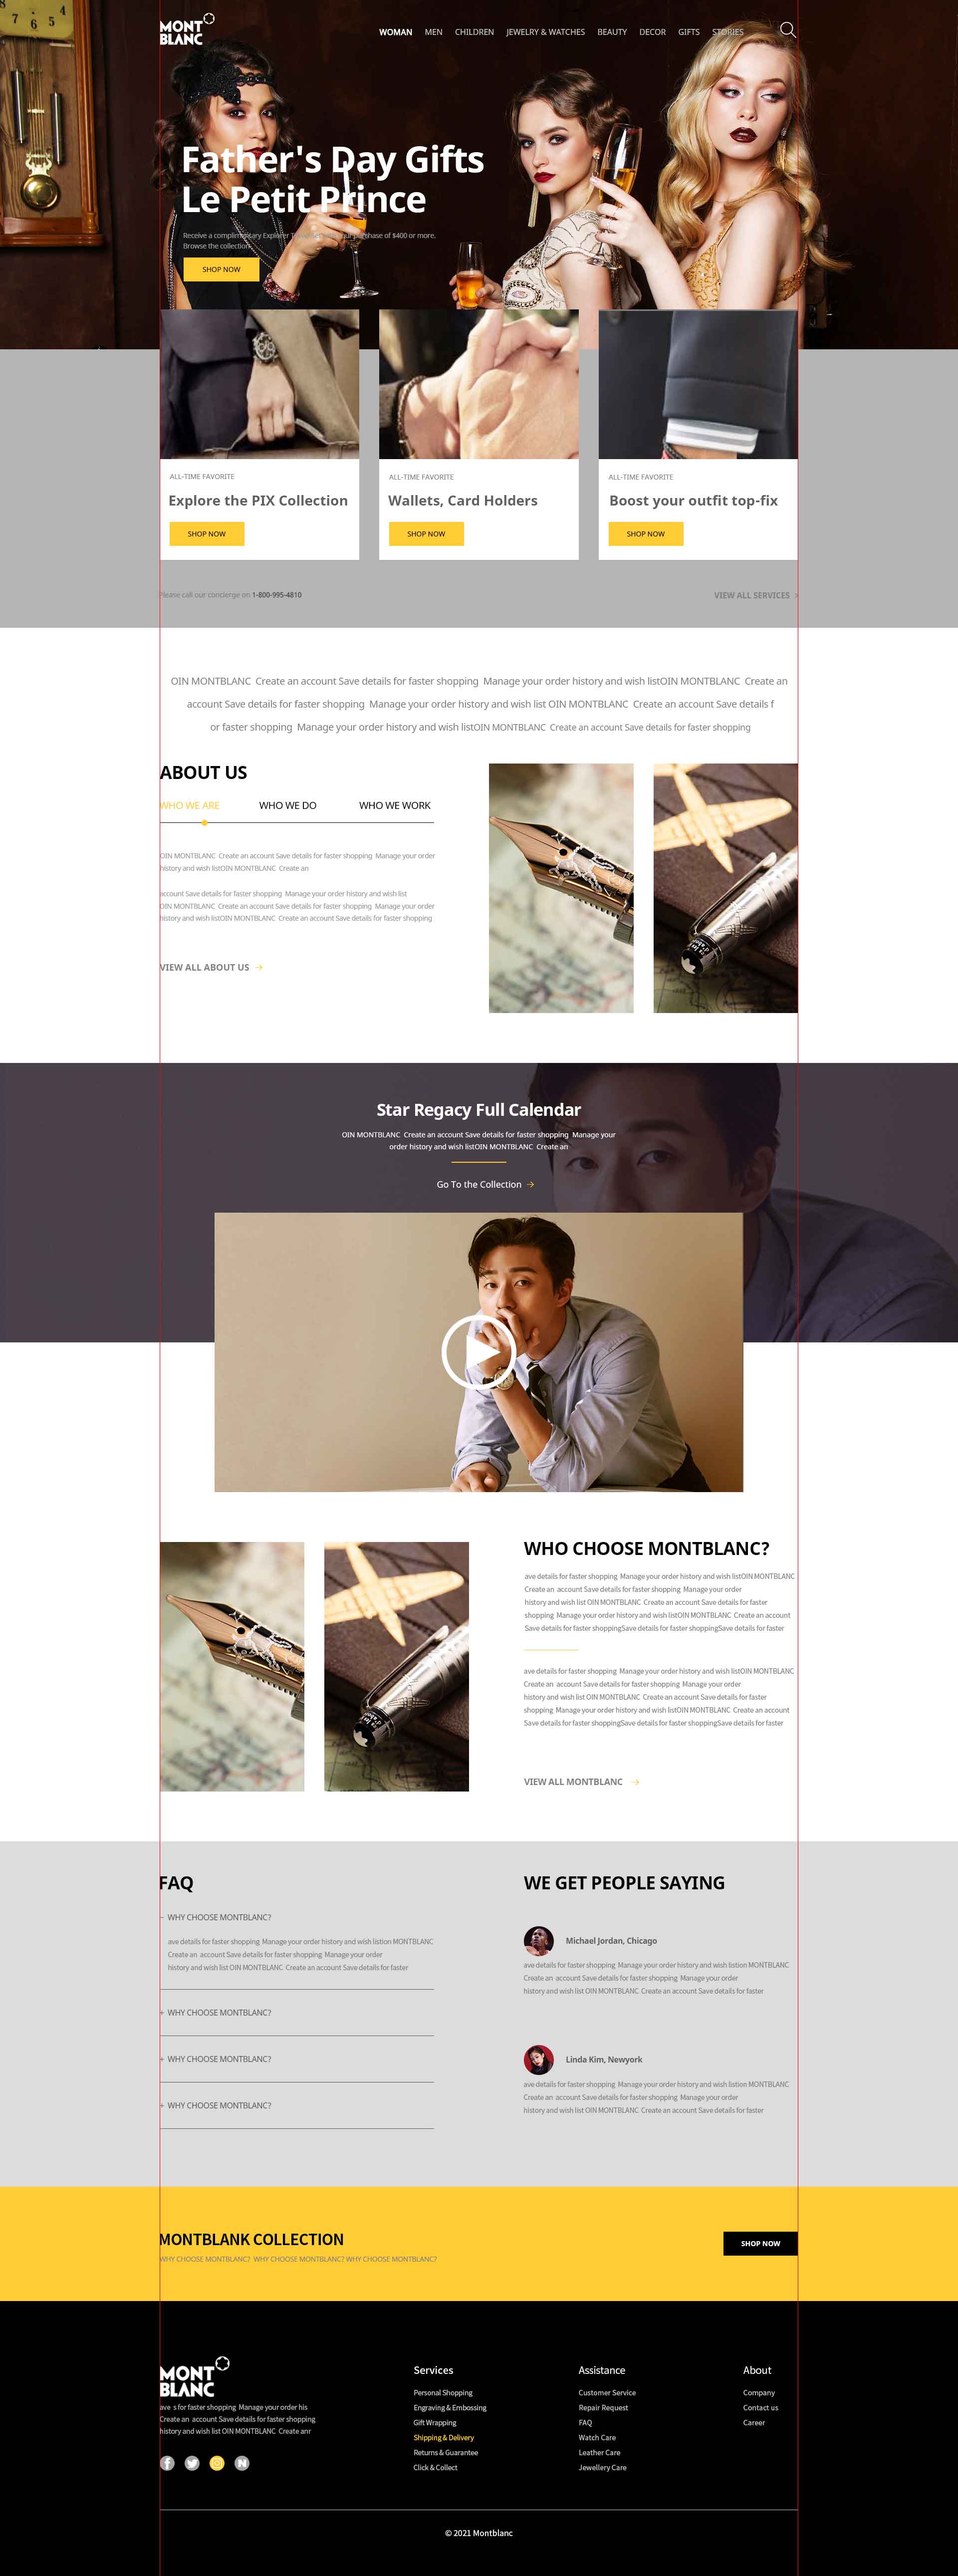 MONT
BLANC
WOMAN MEN CHILDREN JEWELRY & WATCHES BEAUTY DECOR GIFTS STORIES
Father's Day Gifts
Le Petit Prince
Receive a complimentary Explorer purchase of $400 or more,
Browse the collection
SHOP NOW
ALL-TIME FAVORITE
Explore the PIX Collection
SHOP NOW
ALL-TIME FAVORITE
Wallets, Card Holders
SHOP NOW
ALL-TIME FAVORITE
Boost your outfit top-fix
SHOP NOW
Please call our concierge on 1-800-995-4810
VIEW ALL SERVICES
OIN MONTBLANC Create an account Save details for faster shopping Manage your order history and wish listOIN MONTBLANC Create an
account Save details for faster shopping Manage your order history and wish list OIN MONTBLANC Create an account Save details f
or faster shopping Manage your order history and wish listOIN MONTBLANC Create an account Save details for faster shopping
ABOUT US
WHO WE ARE WHO WE DO WHO WE WORK
OIN MONTBLANC Create an account Save details for faster shopping Manage your order
history and wish listOIN MONTBLANC Create an
account Save details for faster shopping Manage your order history and wish list
OIN MONTBLANC Create an account Save details for faster shopping Manage your order
history and wish listOIN MONTBLANC Create an account Save details for faster shopping
VIEW ALL ABOUT US →
Star Regacy Full Calendar
OIN MONTBLANC Create an account Save details for faster shopping Manage your
order history and wish listOIN MONTBLANC Create an
Go To the Collection →
WHO CHOOSE MONTBLANC?
ave details for faster shopping Manage your order history and wish listOIN MONTBLANC
Create an account Save details for faster shopping Manage your order
history and wish list OIN MONTBLANC Create an account Save details for faster
shopping Manage your order history and wish listOIN MONTBLANC Create an account
Save details for faster shoppingSave details for faster shoppingSave details for faster
ave details for faster shopping Manage your order history and wish listOIN MONTBLANC
Create an account Save details for faster shopping Manage your order
history and wish list OIN MONTBLANC Create an account Save details for faster
shopping Manage your order history and wish listOIN MONTBLANC Create an account
Save details for faster shoppingSave details for faster shoppingSave details for faster
VIEW ALL MONTBLANC →
FAQ
− WHY CHOOSE MONTBLANC?
ave details for faster shopping Manage your order history and wish listion MONTBLANC
Create an account Save details for faster shopping Manage your order
history and wish list OIN MONTBLANC Create an account Save details for faster
+ WHY CHOOSE MONTBLANC?
+ WHY CHOOSE MONTBLANC?
+ WHY CHOOSE MONTBLANC?
WE GET PEOPLE SAYING
Michael Jordan, Chicago
ave details for faster shopping Manage your order history and wish listion MONTBLANC
Create an account Save details for faster shopping Manage your order
history and wish list OIN MONTBLANC Create an account Save details for faster
Linda Kim, Newyork
ave details for faster shopping Manage your order history and wish listion MONTBLANC
Create an account Save details for faster shopping Manage your order
history and wish list OIN MONTBLANC Create an account Save details for faster
MONTBLANK COLLECTION
WHY CHOOSE MONTBLANC? WHY CHOOSE MONTBLANC? WHY CHOOSE MONTBLANC?
SHOP NOW
MONT
BLANC
ave s for faster shopping Manage your order his
Create an account Save details for faster shopping
history and wish list OIN MONTBLANC Create anr
Services
Personal Shopping
Engraving & Embossing
Gift Wrapping
Shipping & Delivery
Returns & Guarantee
Click & Collect
Assistance
Customer Service
Repair Request
FAQ
Watch Care
Leather Care
Jewellery Care
About
Company
Contact us
Career
© 2021 Montblanc